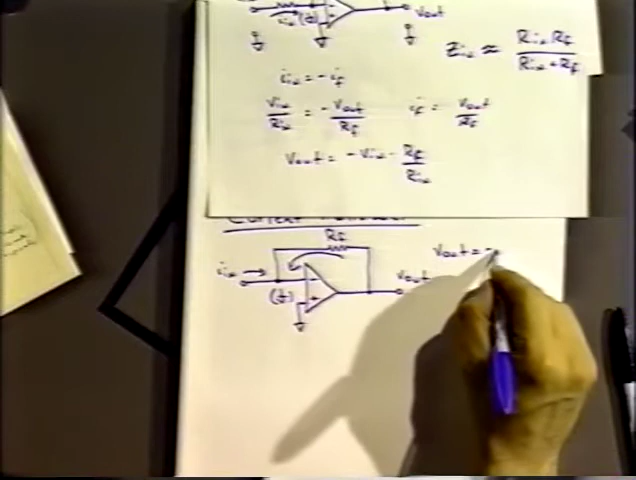 Vout
iin (t)
Zin ≈ Rin Rf / Rin + Rf
iin = -if
Vin / Rin = - Vout / Rf
if = Vout / Rf
Vout = -Vin · Rf / Rin
Rf
iin →
Vout = -
(t)
Vout